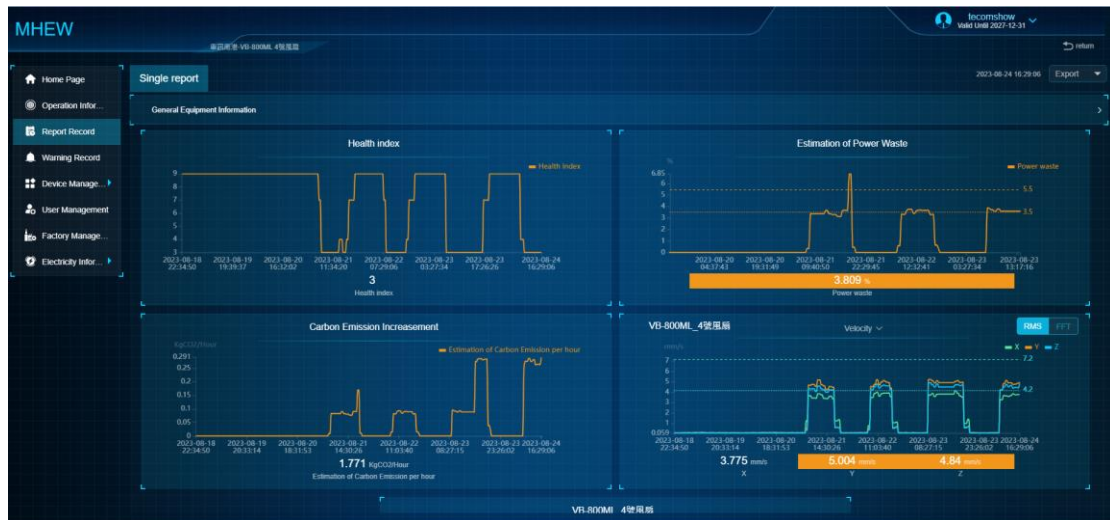 MHEW
lecomshow
Valid Until 2027-12-31
VB-800ML 4號風扇
return
Home Page
Operation Infor...
Report Record
Warning Record
Device Manage...
User Management
Factory Manage...
Electricity Infor...
Single report
2023-08-24 16:29:06
Export
General Equipment Information
Health index
Health index
9
8
7
6
5
4
3
2023-08-18 22:34:50
2023-08-19 19:39:37
2023-08-20 16:32:02
2023-08-21 11:34:20
2023-08-22 07:29:06
2023-08-23 03:27:34
2023-08-23 17:26:26
2023-08-24 16:29:06
3
Health index
Estimation of Power Waste
%
Power waste
6.85
6
5
4
3
2
1
0
5.5
3.5
2023-08-20 04:37:43
2023-08-20 19:31:49
2023-08-21 09:40:50
2023-08-21 22:29:45
2023-08-22 12:32:41
2023-08-23 03:27:34
2023-08-23 13:17:16
3.809 %
Power waste
Carbon Emission Increasement
KgCO2/Hour
Estimation of Carbon Emission per hour
0.291
0.25
0.2
0.15
0.1
0.05
0
2023-08-18 22:34:50
2023-08-19 20:33:14
2023-08-20 18:31:53
2023-08-21 14:30:26
2023-08-22 11:03:40
2023-08-23 08:27:15
2023-08-23 23:26:02
2023-08-24 16:29:06
1.771 KgCO2/Hour
Estimation of Carbon Emission per hour
VB-800ML_4號風扇
Velocity
RMS
FFT
mm/s
X Y Z
7
6
5
4
3
2
1
0.059
7.2
4.2
2023-08-18 22:34:50
2023-08-19 20:33:14
2023-08-20 18:31:53
2023-08-21 14:30:26
2023-08-22 11:03:40
2023-08-23 08:27:15
2023-08-23 23:26:02
2023-08-24 16:29:06
3.775 mm/s
X
5.004 mm/s
Y
4.84 mm/s
Z
VB-800ML_4號風扇